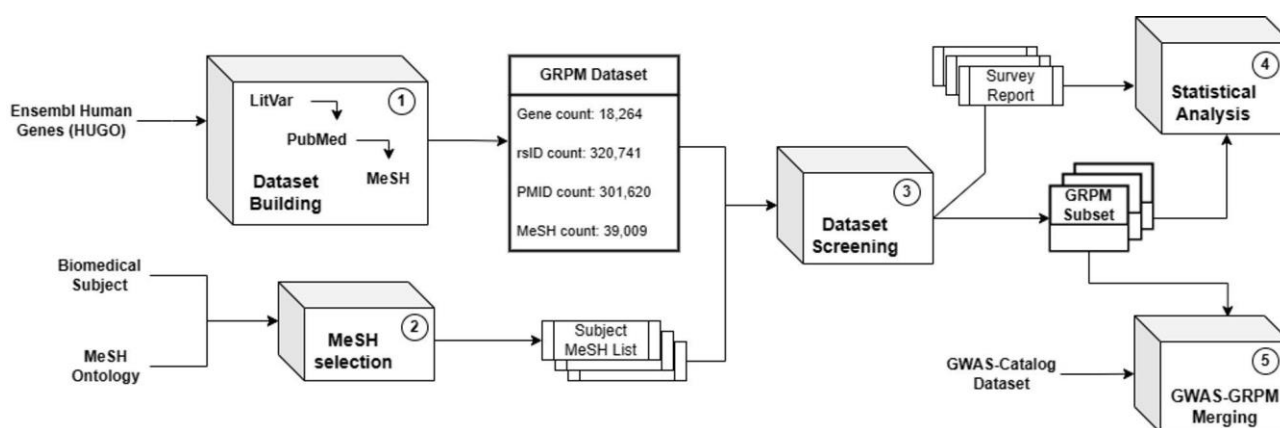 Ensembl Human
Genes (HUGO)
LitVar
PubMed
MeSH
1
Dataset
Building
GRPM Dataset
Gene count: 18,264
rsID count: 320,741
PMID count: 301,620
MeSH count: 39,009
Biomedical
Subject
MeSH
Ontology
2
MeSH
selection
Subject
MeSH List
3
Dataset
Screening
Survey
Report
4
Statistical
Analysis
GRPM
Subset
GWAS-Catalog
Dataset
5
GWAS-GRPM
Merging